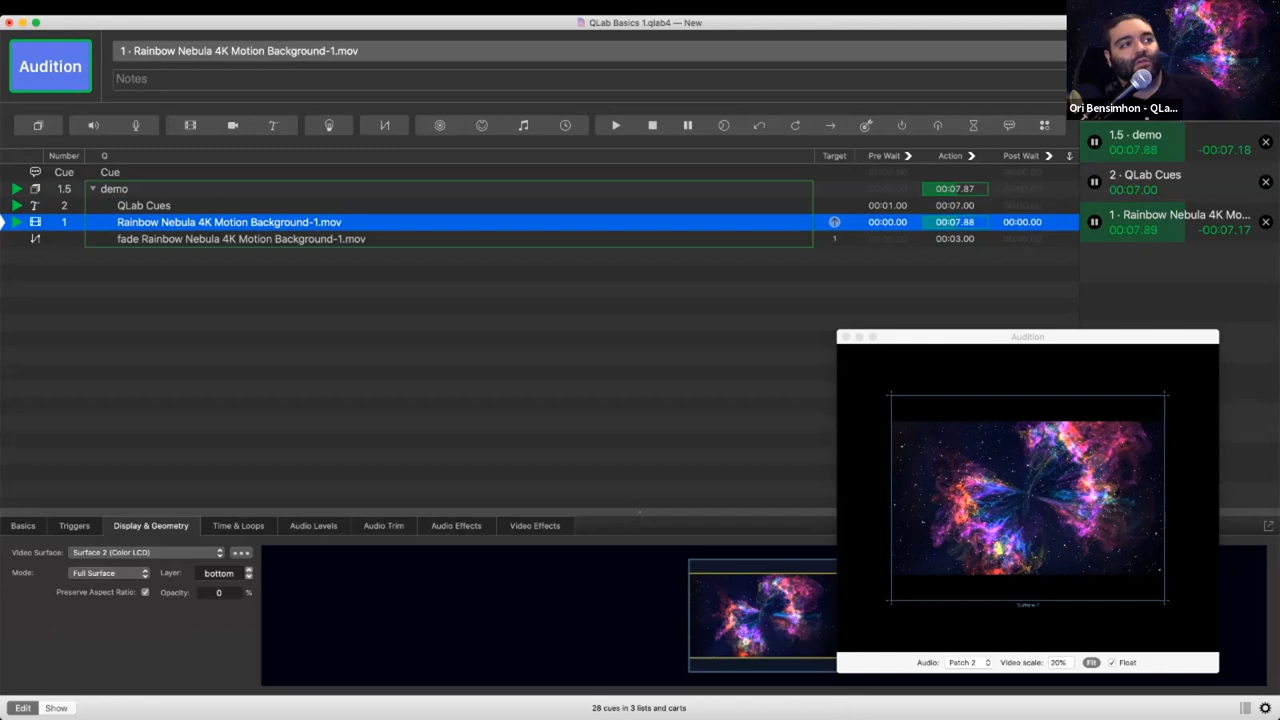 QLab Basics 1.qlab4 — New
Audition
1 · Rainbow Nebula 4K Motion Background-1.mov
Notes
Ori Bensimhon - QLa...
Number Q Target Pre Wait Action Post Wait
Cue Cue
1.5 demo 00:07.87
2 QLab Cues 00:01.00 00:07.00
1 Rainbow Nebula 4K Motion Background-1.mov 00:00.00 00:07.88 00:00.00
fade Rainbow Nebula 4K Motion Background-1.mov 1 00:03.00
1.5 · demo
00:07.88 -00:07.18
2 · QLab Cues
00:07.00
1 · Rainbow Nebula 4K Mo...
00:07.89 -00:07.17
Audition
Surface 2
Audio: Patch 2 Video scale: 20% Fit Float
Basics Triggers Display & Geometry Time & Loops Audio Levels Audio Trim Audio Effects Video Effects
Video Surface: Surface 2 (Color LCD)
Mode: Full Surface Layer: bottom
Preserve Aspect Ratio: Opacity: 0 %
Edit Show 28 cues in 3 lists and carts